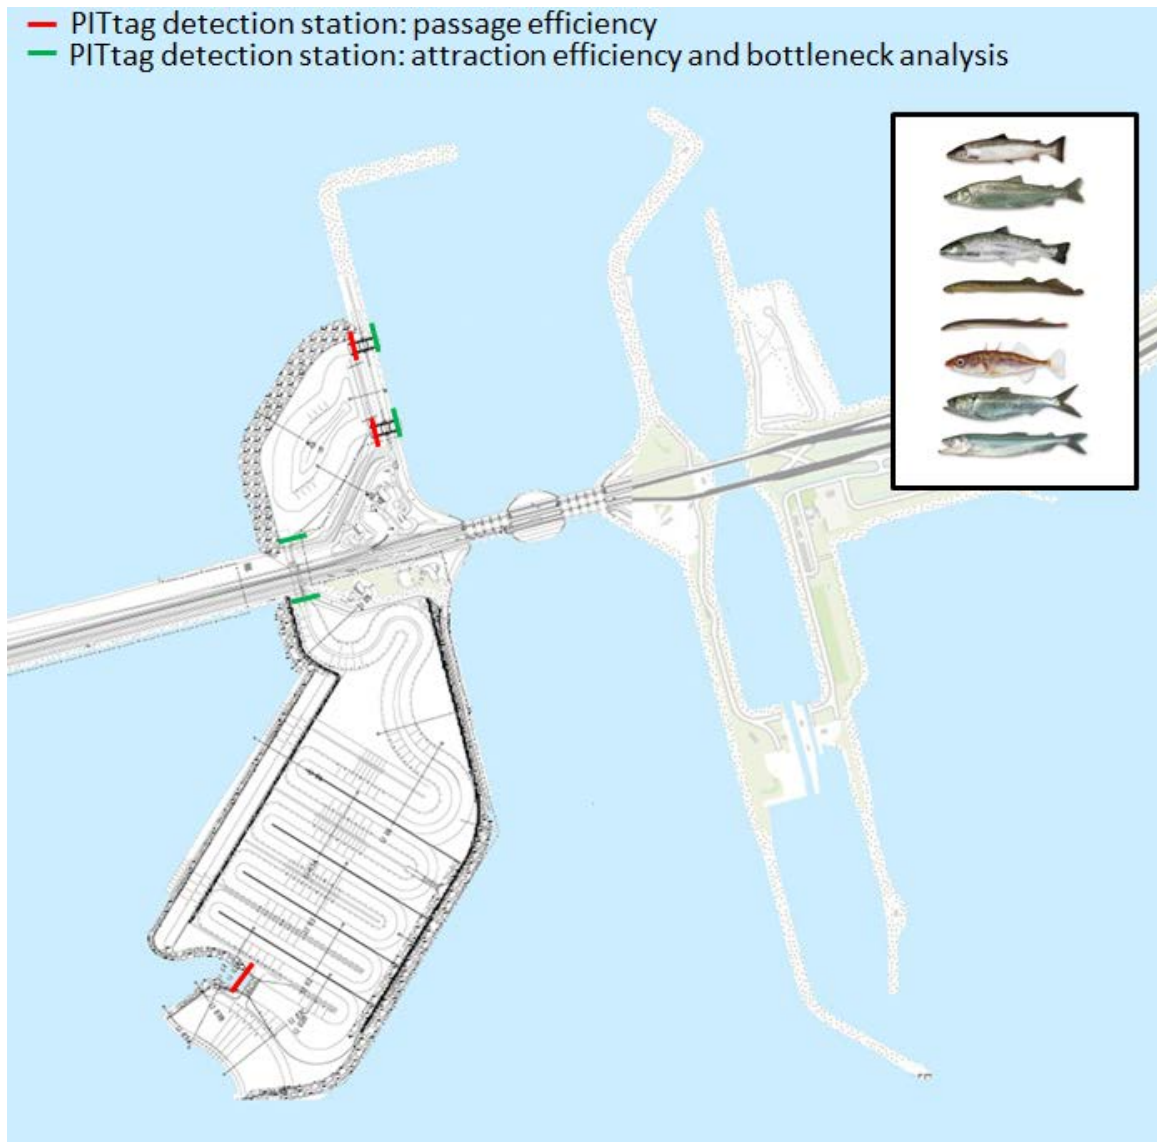 PITtag detection station: passage efficiency
PITtag detection station: attraction efficiency and bottleneck analysis